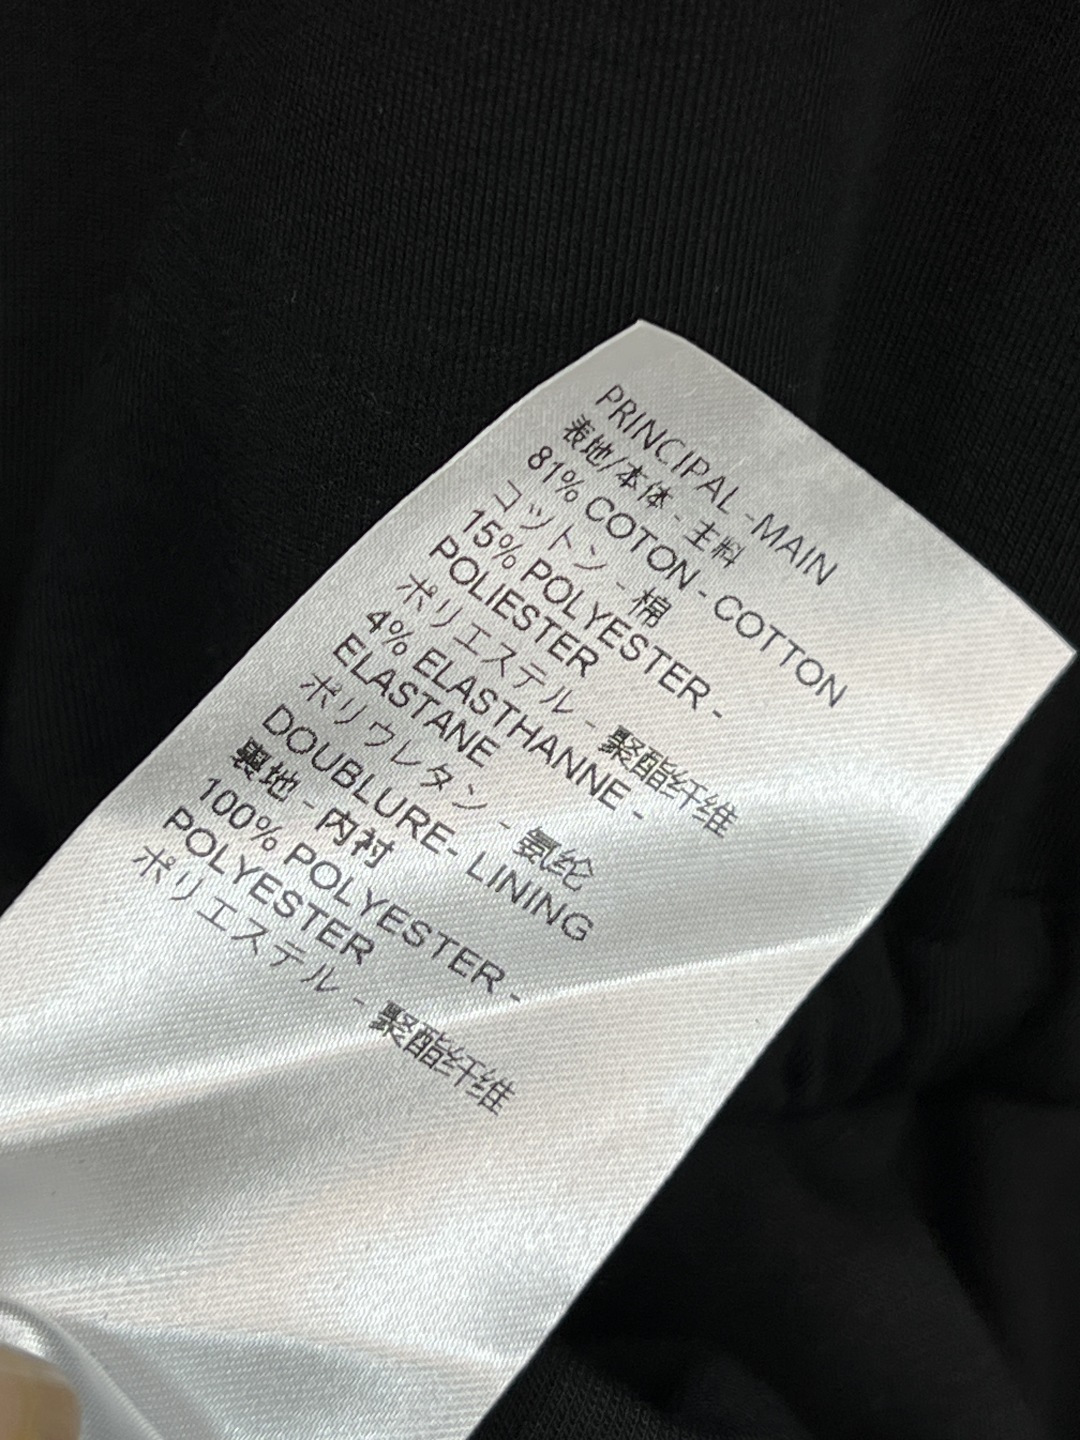 PRINCIPAL -MAIN
表地/本体 - 主料
81% COTON - COTTON
コットン - 棉
15% POLYESTER -
POLIESTER
ポリエステル - 聚酯纤维
4% ELASTHANNE -
ELASTANE
ポリウレタン - 氨纶
DOUBLURE- LINING
裏地 - 内衬
100% POLYESTER -
POLYESTER
ポリエステル - 聚酯纤维